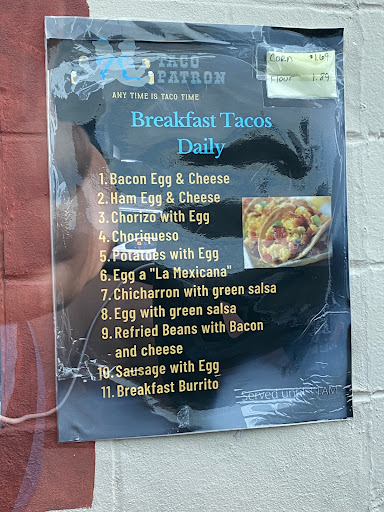 TACO
PATRON
ANY TIME IS TACO TIME
CORN $1.69
Flour 1.89
Breakfast Tacos
Daily
1. Bacon Egg & Cheese
2. Ham Egg & Cheese
3. Chorizo with Egg
4. Choriqueso
5. Potatoes with Egg
6. Egg a "La Mexicana"
7. Chicharron with green salsa
8. Egg with green salsa
9. Refried Beans with Bacon
and cheese
10. Sausage with Egg
11. Breakfast Burrito
Served until